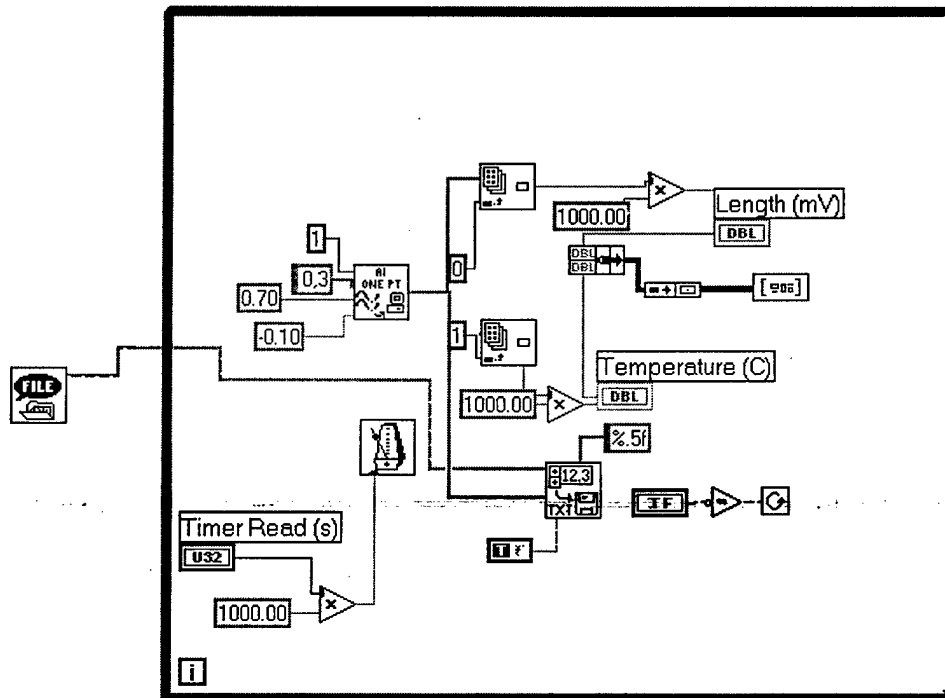 1000.00
Length (mV)
DBL
1
AI
ONE PT
0,3
0
DBL
DBL
0.70
-0.10
1
Temperature (C)
1000.00
DBL
FILE
%.5f
12.3
TXT
TF
Timer Read (s)
U32
T
1000.00
i